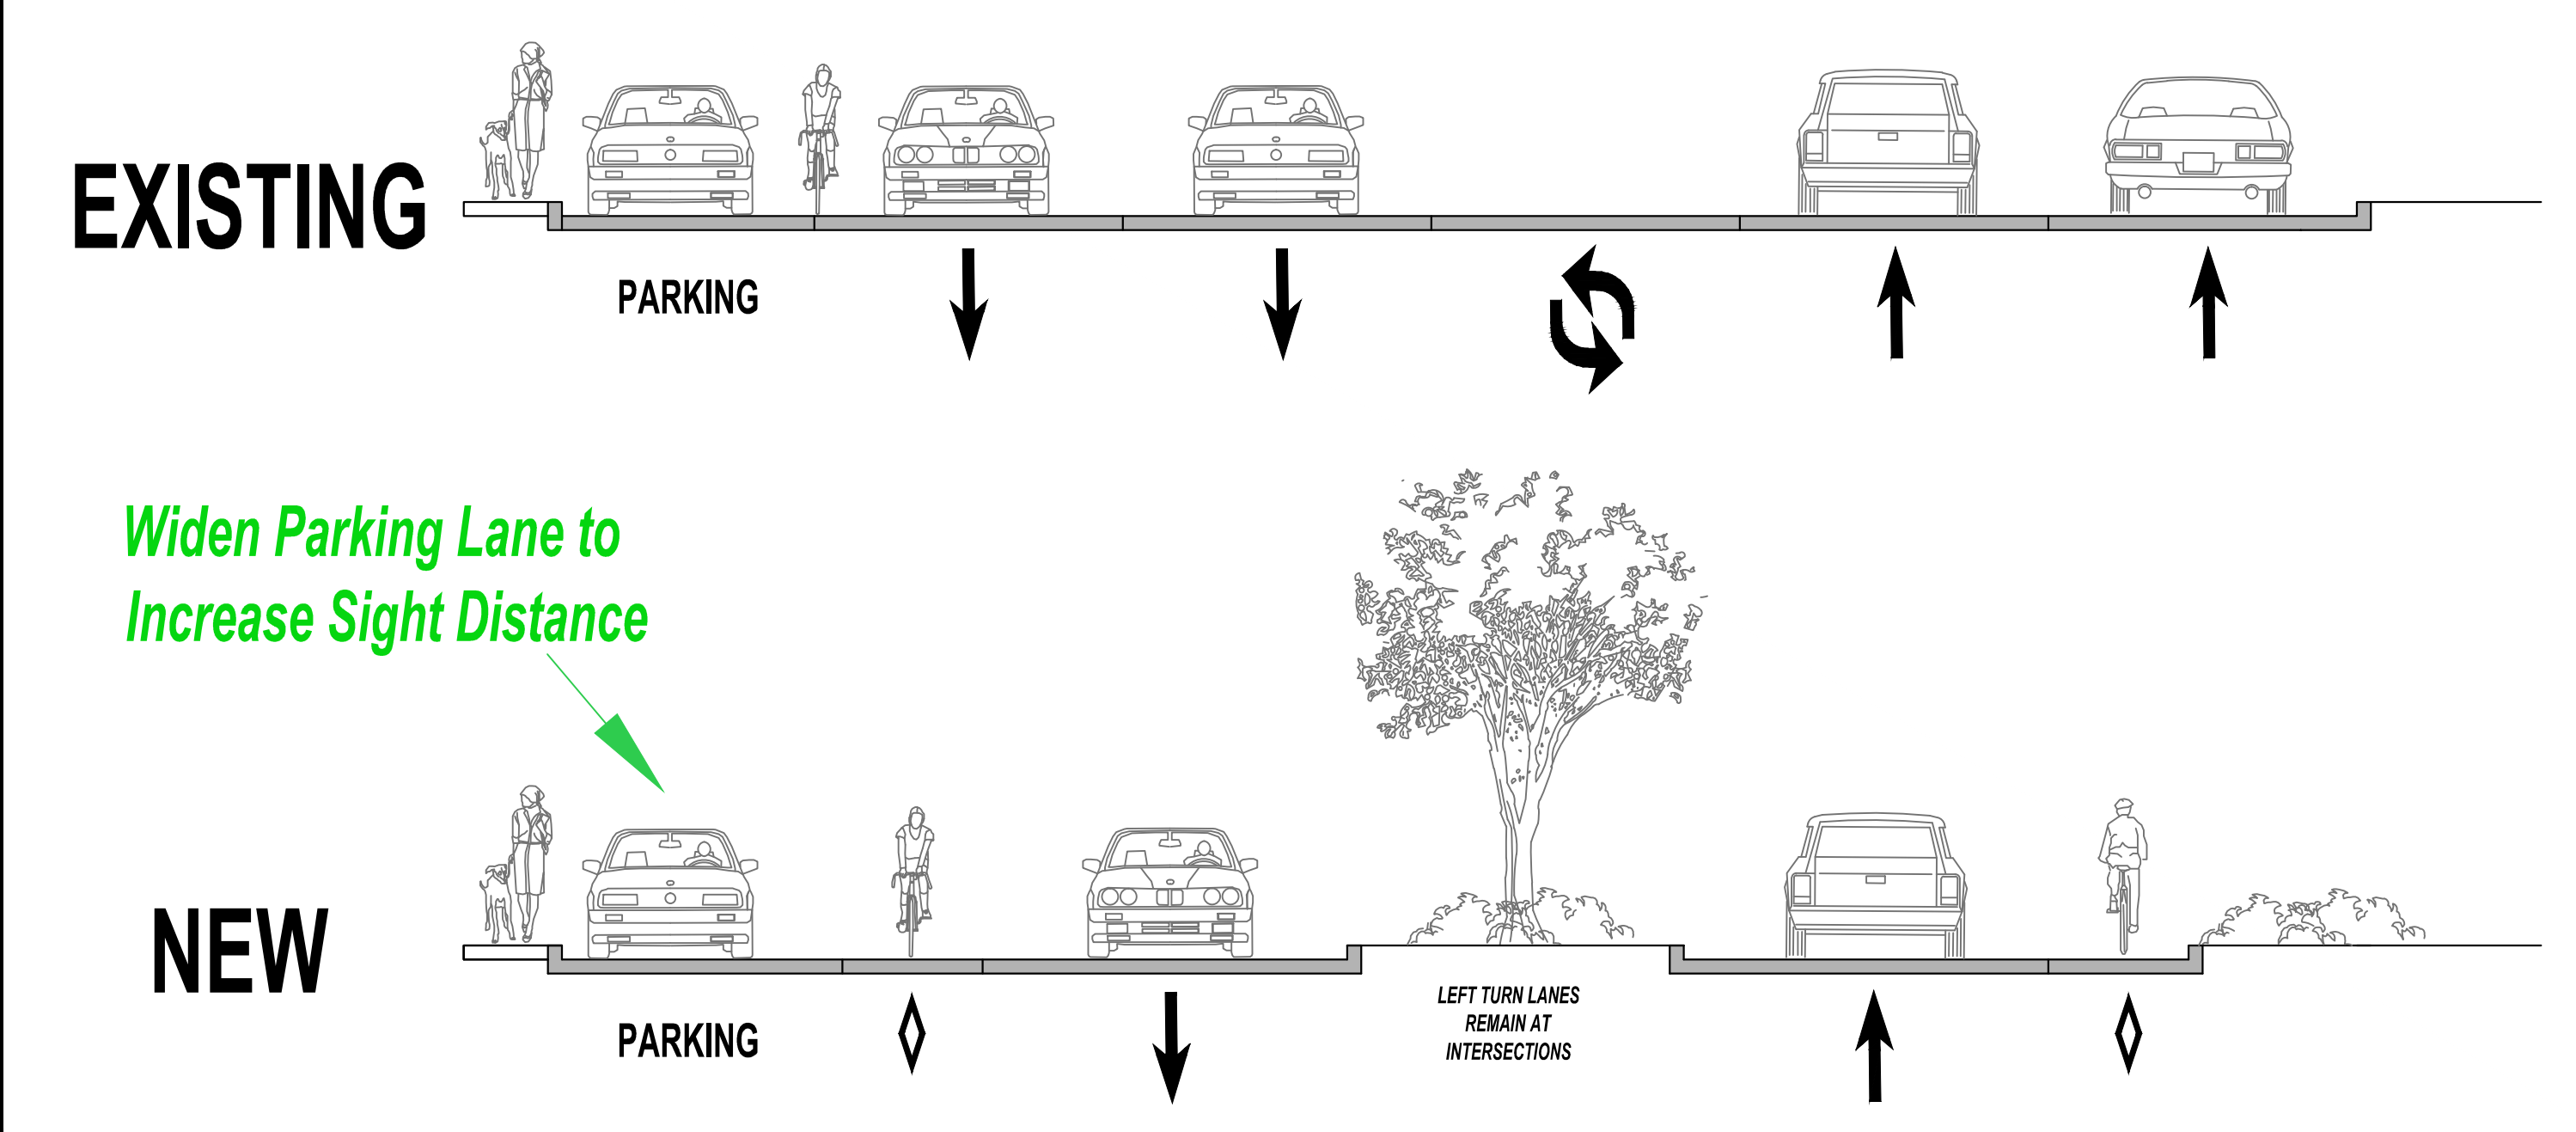 EXISTING
PARKING
Widen Parking Lane to
Increase Sight Distance
NEW
PARKING
LEFT TURN LANES
REMAIN AT
INTERSECTIONS